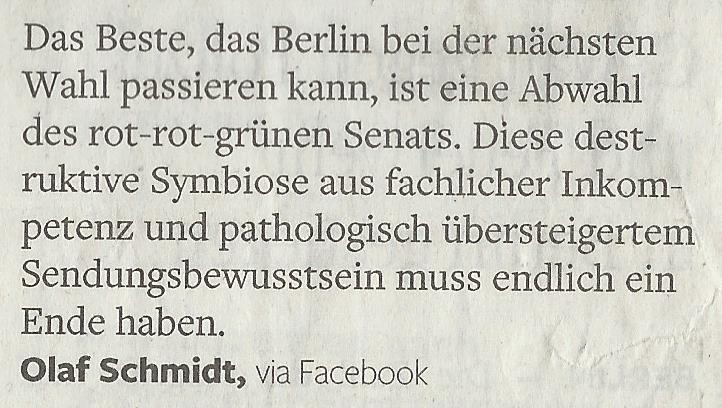 Das Beste, das Berlin bei der nächsten
Wahl passieren kann, ist eine Abwahl
des rot-rot-grünen Senats. Diese dest-
ruktive Symbiose aus fachlicher Inkom-
petenz und pathologisch übersteigertem
Sendungsbewusstsein muss endlich ein
Ende haben.
Olaf Schmidt, via Facebook